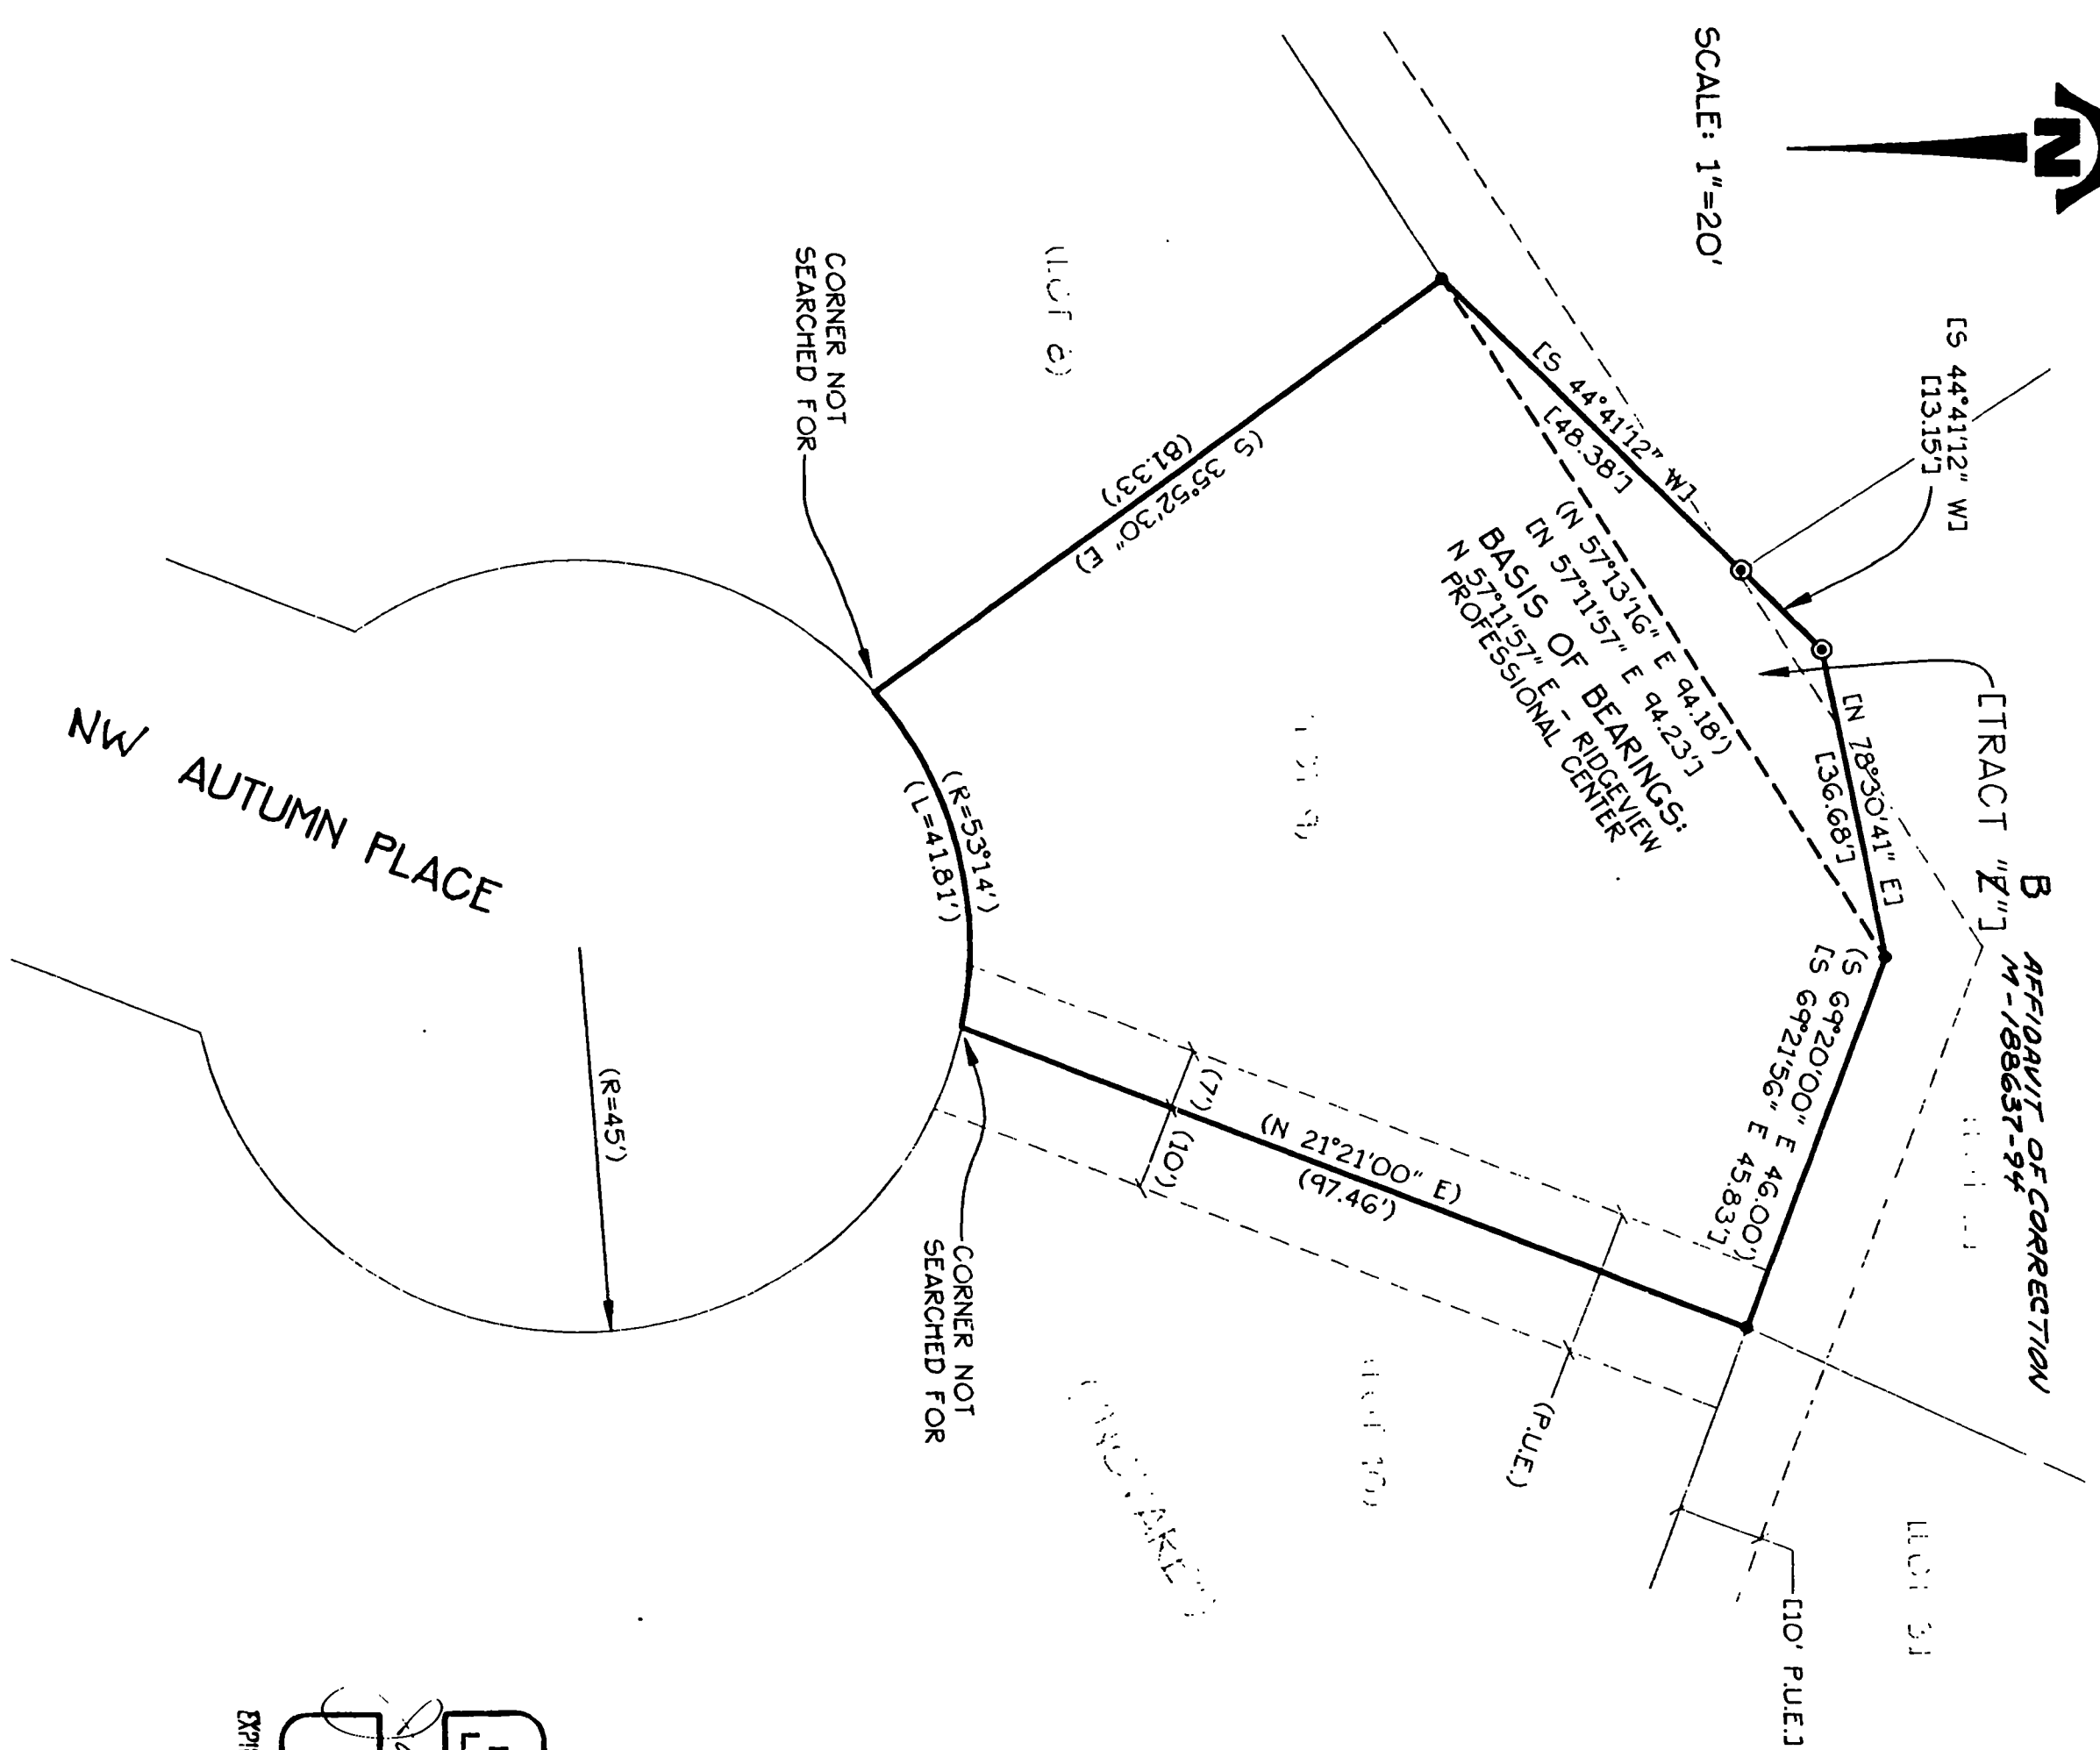 N
SCALE: 1"=20'
[S 44°41'12" W]
[13.15']
[S 44°41'12" W]
[48.38']
(N 57°13'16" E 94.18')
[N 57°11'57" E 94.23']
BASIS OF BEARINGS:
N 57°11'57" E - RIDGEVIEW
PROFESSIONAL CENTER
B
[TRACT "
"]
AFFIDAVIT OF CORRECTION
M-188637-94
[N 78°30'41" E]
[36.68']
(S 69°20'00" E 46.00')
[S 69°21'56" E 45.83']
CORNER NOT
SEARCHED FOR
(S 35°52'30" E)
(81.33')
(R=53°14')
(L=41.81')
(7')
(10')
(N 21°21'00" E)
(97.46')
(P.U.E.)
[10' P.U.E.]
NW AUTUMN PLACE
(R=45')
CORNER NOT
SEARCHED FOR